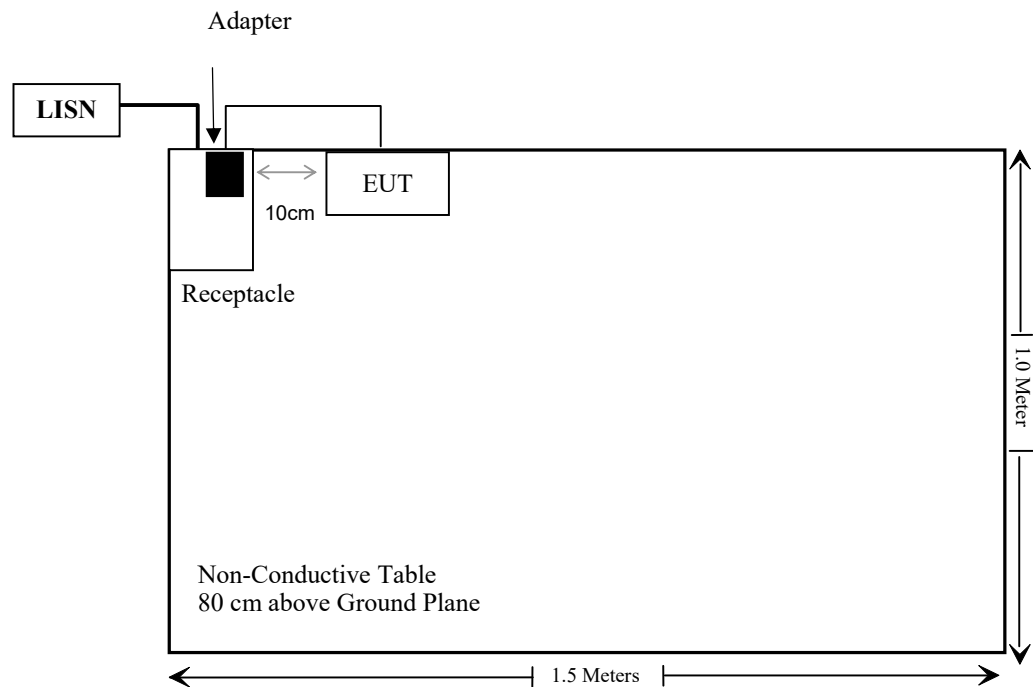 Adapter
LISN
EUT
10cm
Receptacle
1.0 Meter
Non-Conductive Table
80 cm above Ground Plane
1.5 Meters